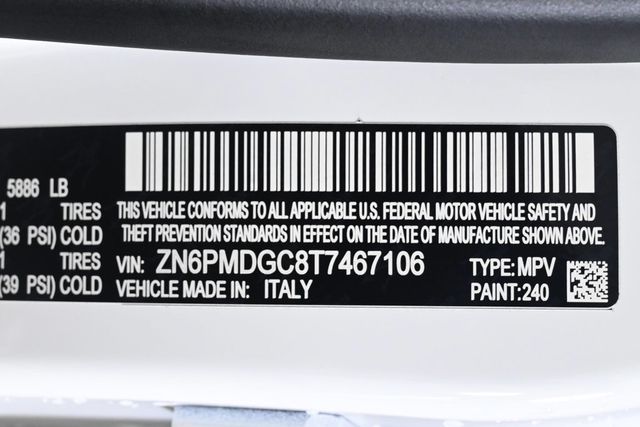 5886 LB
1 TIRES
(36 PSI) COLD
1 TIRES
(39 PSI) COLD
THIS VEHICLE CONFORMS TO ALL APPLICABLE U.S. FEDERAL MOTOR VEHICLE SAFETY AND
THEFT PREVENTION STANDARDS IN EFFECT ON THE DATE OF MANUFACTURE SHOWN ABOVE.
VIN: ZN6PMDGC8T7467106 TYPE: MPV
VEHICLE MADE IN: ITALY PAINT: 240